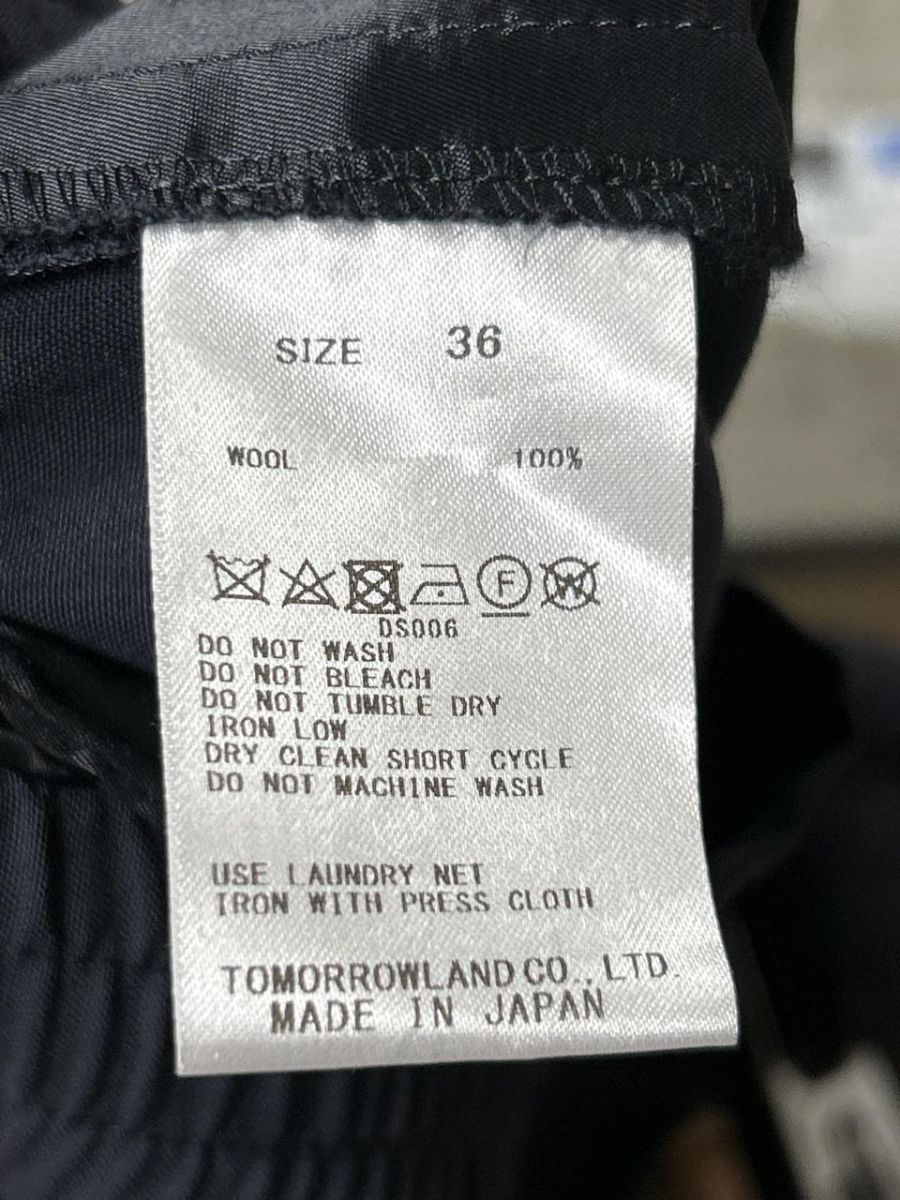 SIZE 36
WOOL 100%
F W
DS006
DO NOT WASH
DO NOT BLEACH
DO NOT TUMBLE DRY
IRON LOW
DRY CLEAN SHORT CYCLE
DO NOT MACHINE WASH
USE LAUNDRY NET
IRON WITH PRESS CLOTH
TOMORROWLAND CO., LTD.
MADE IN JAPAN